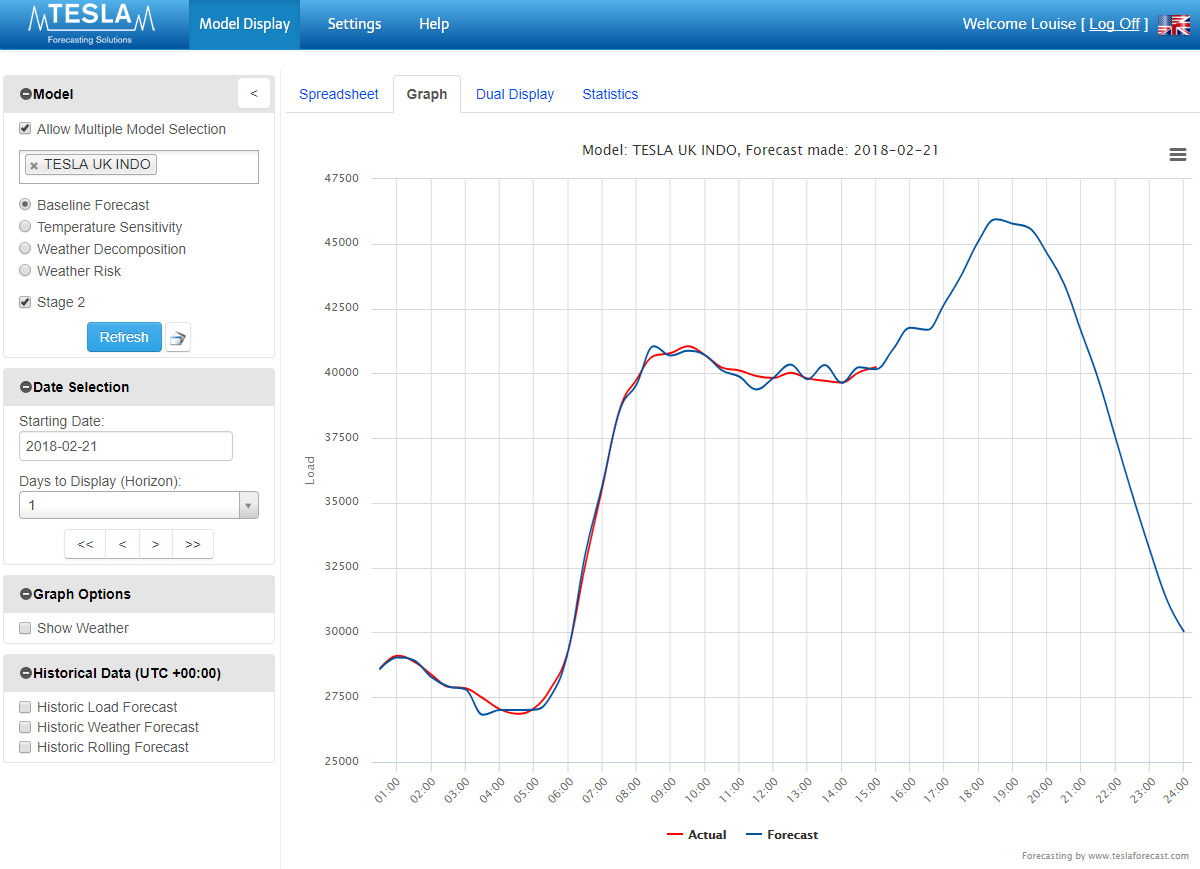 TESLA
Forecasting Solutions
Model Display
Settings
Help
Welcome Louise [ Log Off ]
Model
<
Allow Multiple Model Selection
× TESLA UK INDO
Baseline Forecast
Temperature Sensitivity
Weather Decomposition
Weather Risk
Stage 2
Refresh
Date Selection
Starting Date:
2018-02-21
Days to Display (Horizon):
1
<<
<
>
>>
Graph Options
Show Weather
Historical Data (UTC +00:00)
Historic Load Forecast
Historic Weather Forecast
Historic Rolling Forecast
Spreadsheet
Graph
Dual Display
Statistics
Model: TESLA UK INDO, Forecast made: 2018-02-21
47500
45000
42500
40000
37500
35000
32500
30000
27500
25000
Load
01:00
02:00
03:00
04:00
05:00
06:00
07:00
08:00
09:00
10:00
11:00
12:00
13:00
14:00
15:00
16:00
17:00
18:00
19:00
20:00
21:00
22:00
23:00
24:00
Actual
Forecast
Forecasting by www.teslaforecast.com